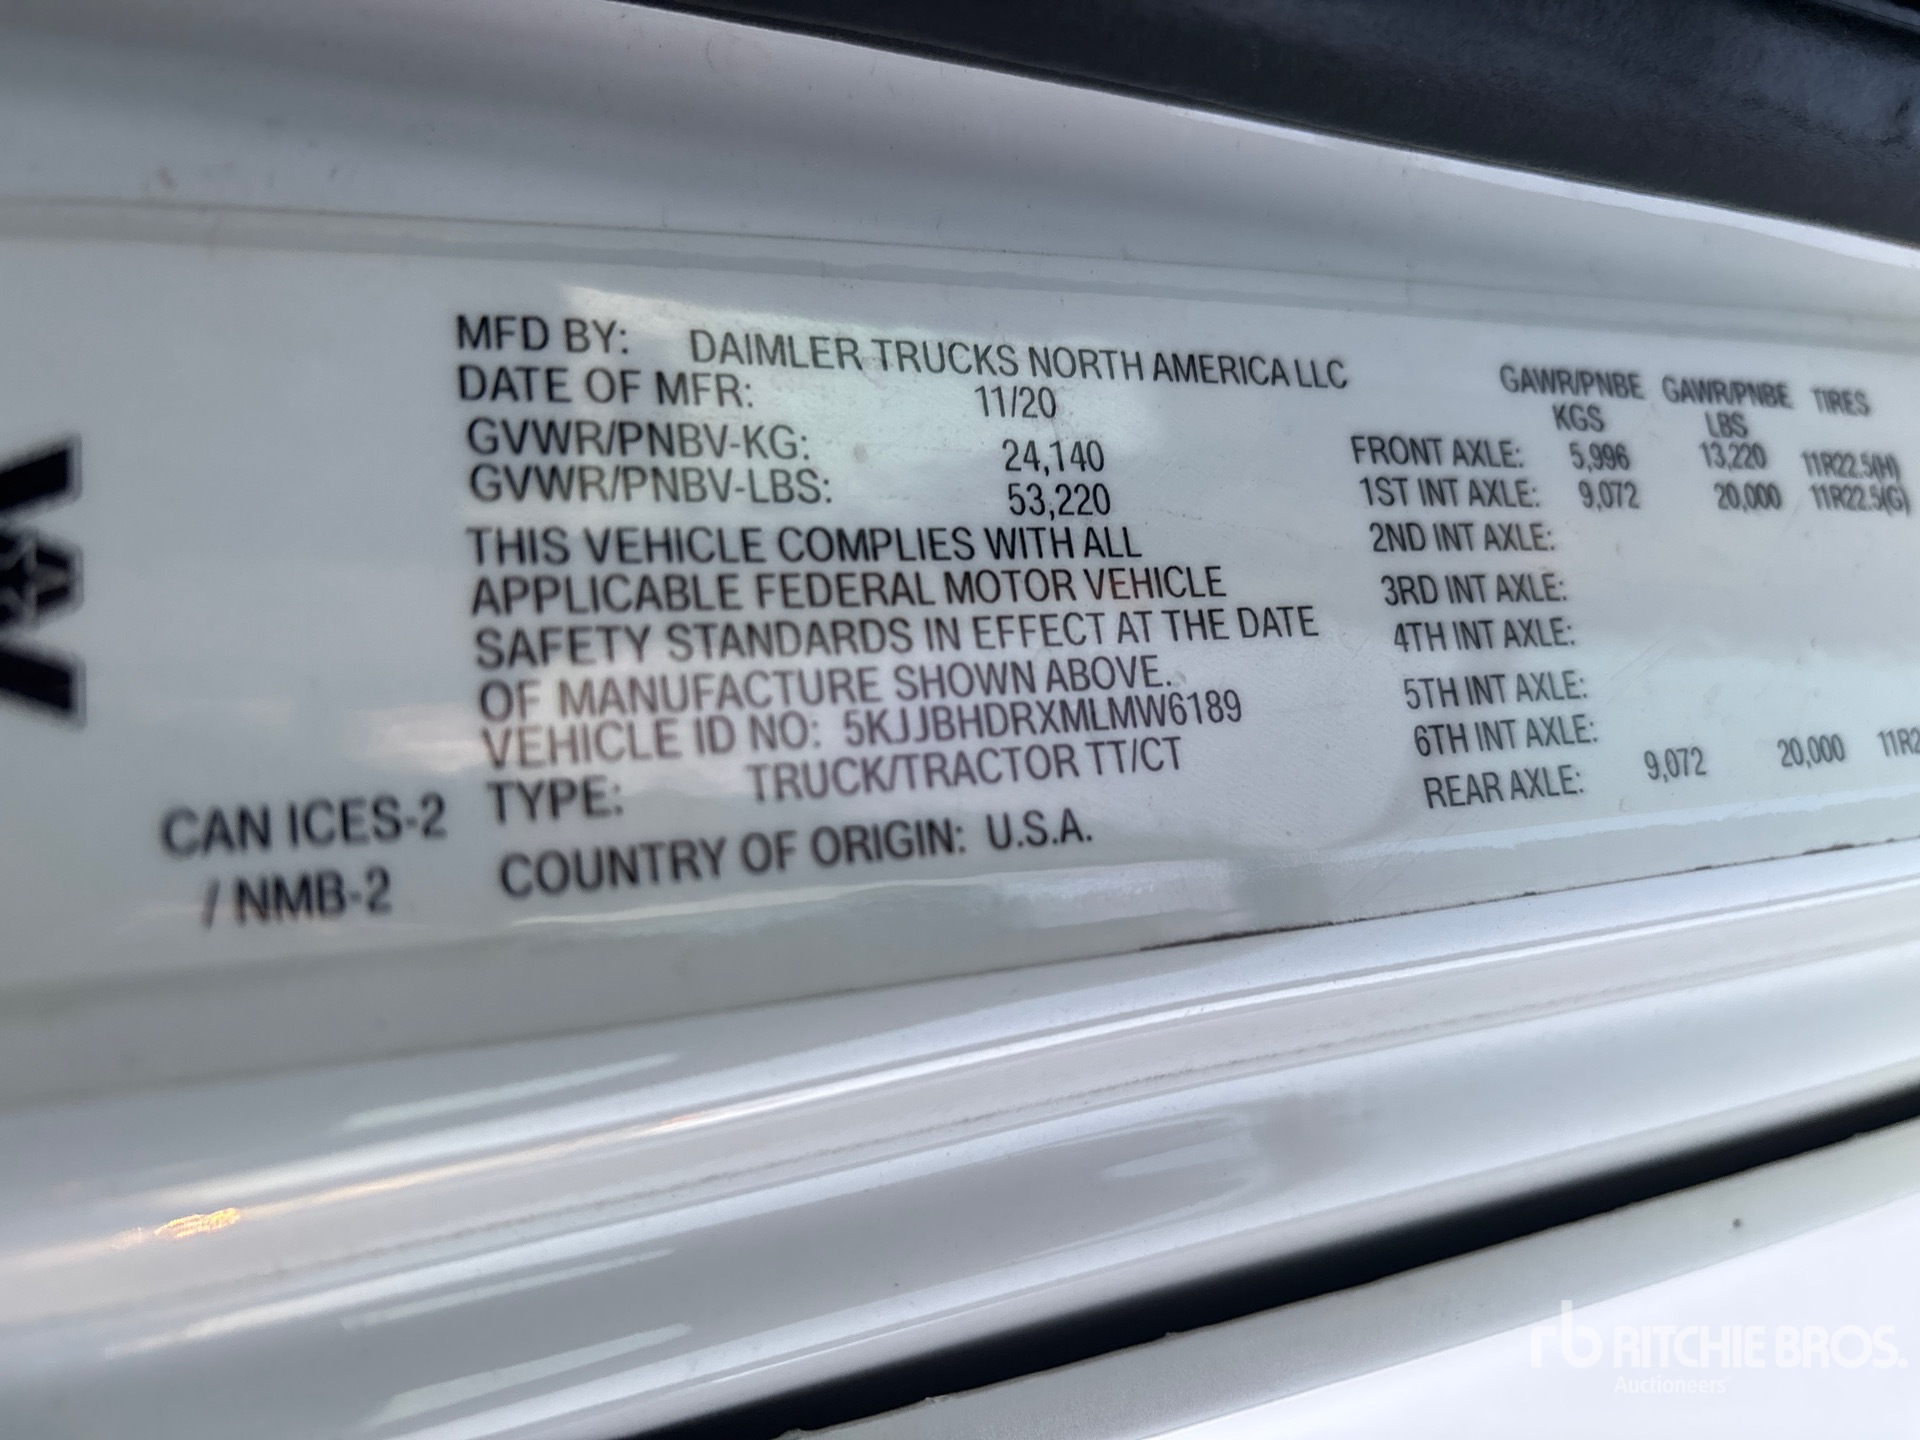 MFD BY: DAIMLER TRUCKS NORTH AMERICA LLC
DATE OF MFR: 11/20
GVWR/PNBV-KG: 24,140
GVWR/PNBV-LBS: 53,220
THIS VEHICLE COMPLIES WITH ALL
APPLICABLE FEDERAL MOTOR VEHICLE
SAFETY STANDARDS IN EFFECT AT THE DATE
OF MANUFACTURE SHOWN ABOVE.
VEHICLE ID NO: 5KJJBHDRXMLMW6189
TYPE: TRUCK/TRACTOR TT/CT
COUNTRY OF ORIGIN: U.S.A.
CAN ICES-2
/ NMB-2
GAWR/PNBE GAWR/PNBE TIRES
KGS LBS
FRONT AXLE: 5,996 13,220 11R22.5(H)
1ST INT AXLE: 9,072 20,000 11R22.5(G)
2ND INT AXLE:
3RD INT AXLE:
4TH INT AXLE:
5TH INT AXLE:
6TH INT AXLE:
REAR AXLE: 9,072 20,000 11R2
rb RITCHIE BROS.
Auctioneers